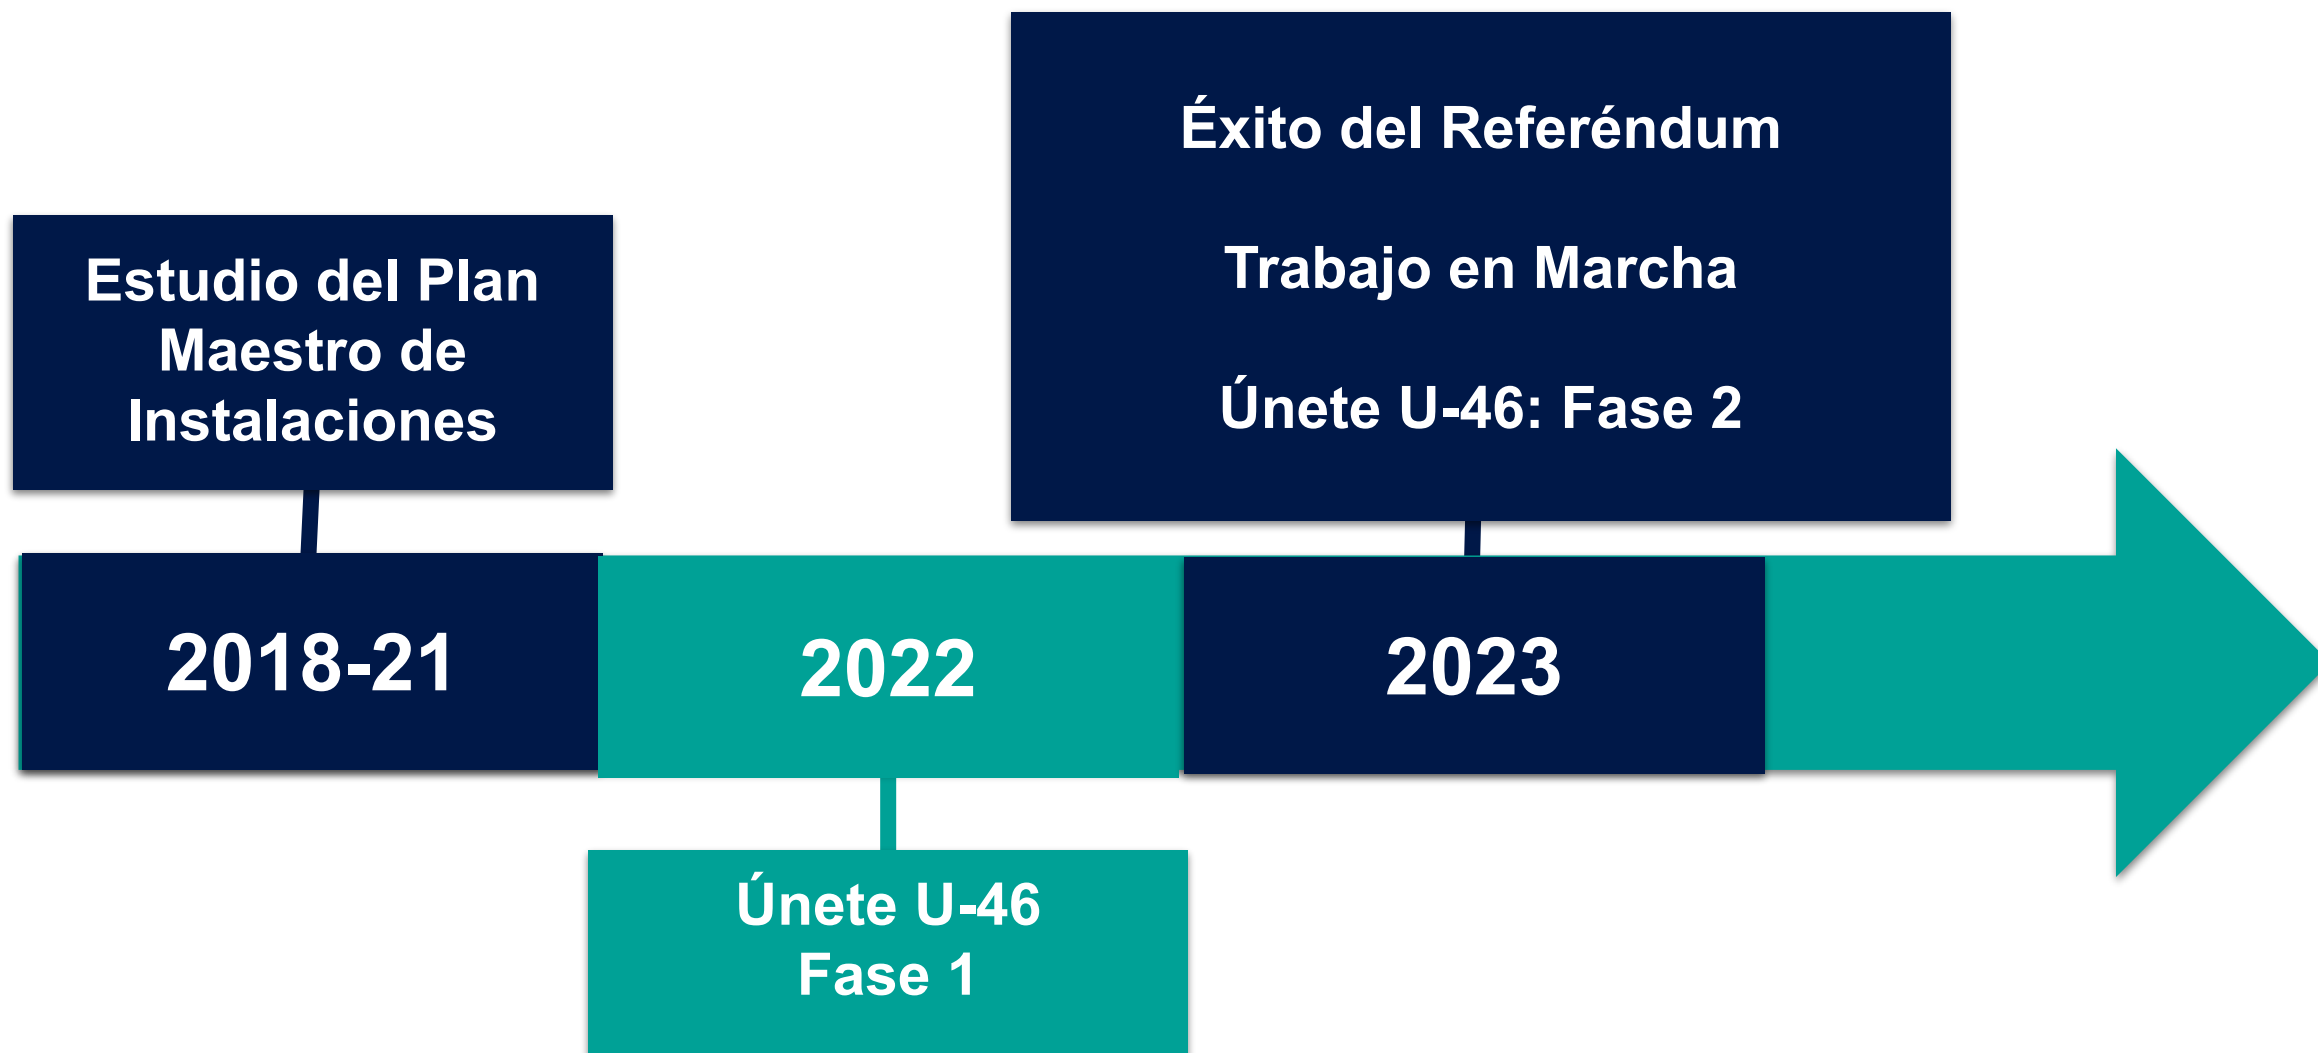 Éxito del Referéndum
Trabajo en Marcha
Únete U-46: Fase 2
Estudio del Plan
Maestro de
Instalaciones
2018-21
2022
2023
Únete U-46
Fase 1